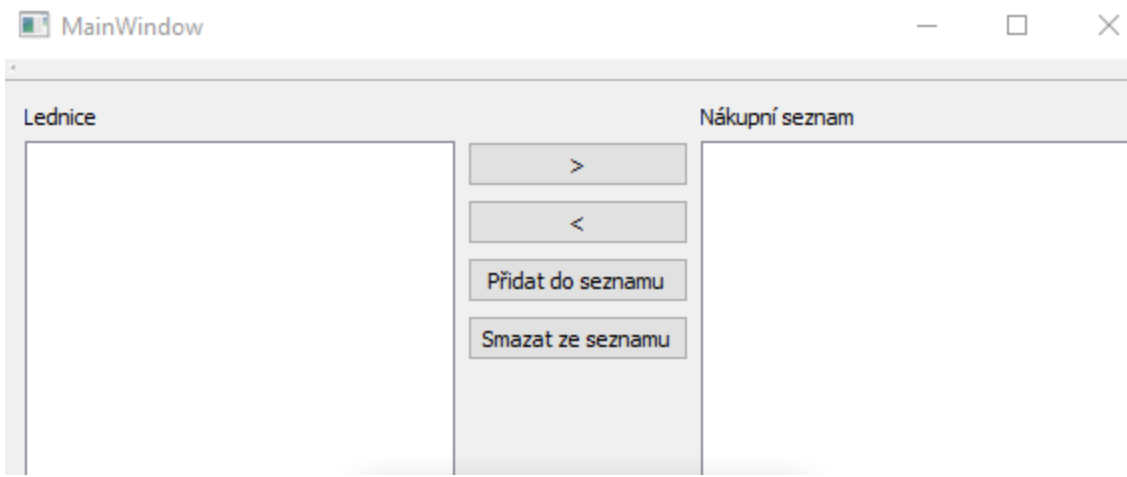 MainWindow
Lednice
Nákupní seznam
>
<
Přidat do seznamu
Smazat ze seznamu